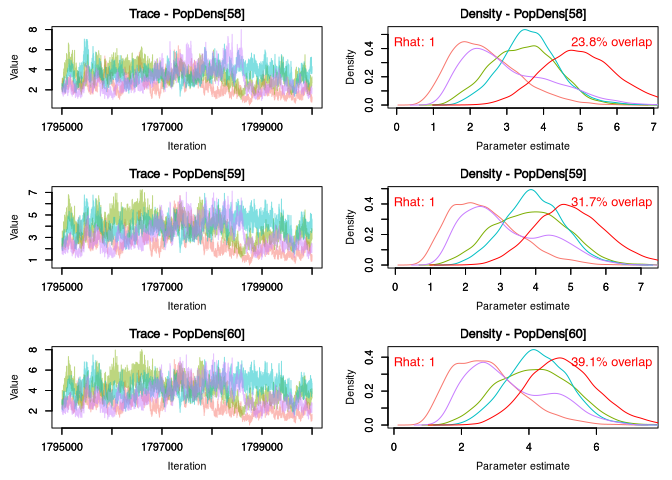 Trace - PopDens[58]
Value
2 4 6 8
1795000 1797000 1799000
Iteration
Density - PopDens[58]
Density
0.0 0.2 0.4
Rhat: 1 23.8% overlap
0 1 2 3 4 5 6 7
Parameter estimate
Trace - PopDens[59]
Value
1 3 5 7
1795000 1797000 1799000
Iteration
Density - PopDens[59]
Density
0.0 0.2 0.4
Rhat: 1 31.7% overlap
0 1 2 3 4 5 6 7
Parameter estimate
Trace - PopDens[60]
Value
2 4 6 8
1795000 1797000 1799000
Iteration
Density - PopDens[60]
Density
0.0 0.2 0.4
Rhat: 1 39.1% overlap
0 2 4 6
Parameter estimate